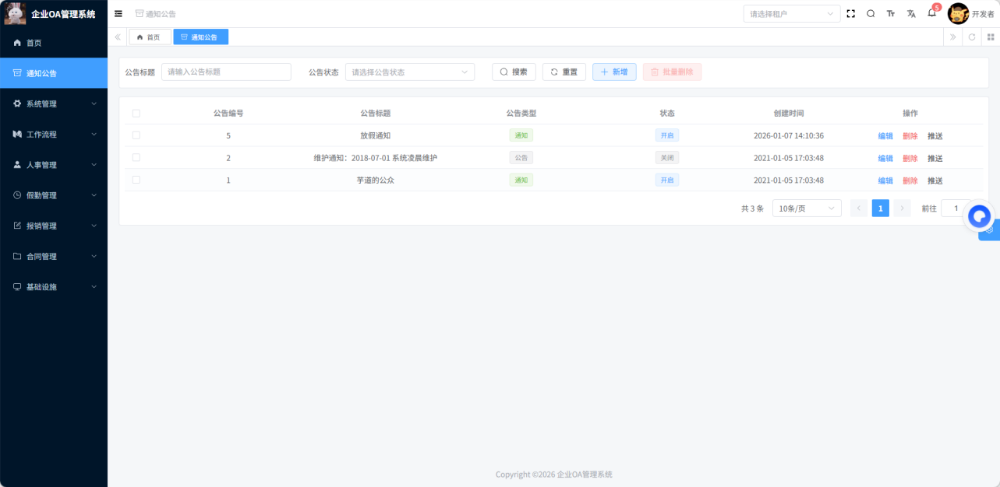 企业OA管理系统
通知公告
请选择租户
5
开发者
首页
通知公告
首页
通知公告
系统管理
工作流程
人事管理
假勤管理
报销管理
合同管理
基础设施
公告标题 请输入公告标题 公告状态 请选择公告状态 搜索 重置 新增 批量删除
公告编号 公告标题 公告类型 状态 创建时间 操作
5 放假通知 通知 开启 2026-01-07 14:10:36 编辑 删除 推送
2 维护通知：2018-07-01 系统凌晨维护 公告 关闭 2021-01-05 17:03:48 编辑 删除 推送
1 芋道的公众 通知 开启 2021-01-05 17:03:48 编辑 删除 推送
共 3 条 10条/页 1 前往 1
Copyright ©2026 企业OA管理系统